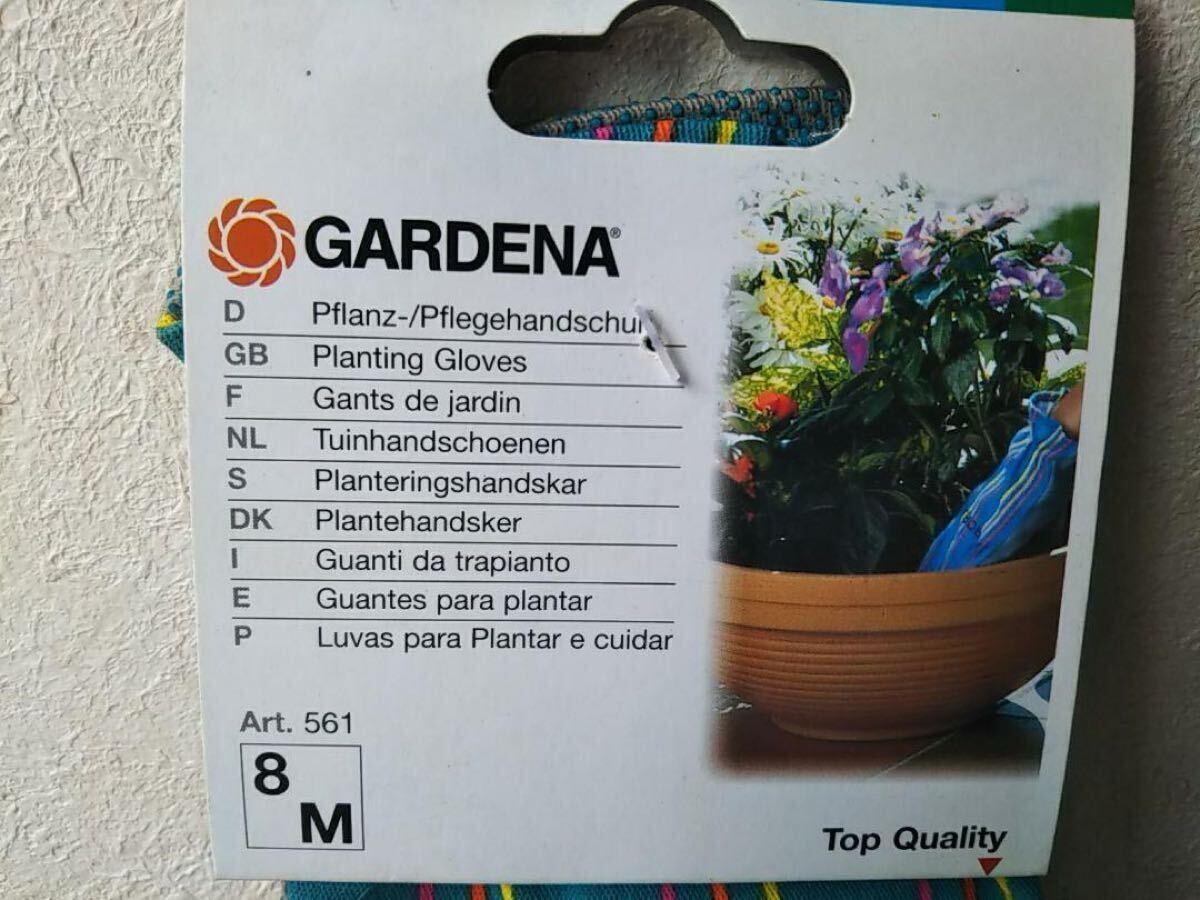 GARDENA®
D Pflanz-/Pflegehandschu
GB Planting Gloves
F Gants de jardin
NL Tuinhandschoenen
S Planteringshandskar
DK Plantehandsker
I Guanti da trapianto
E Guantes para plantar
P Luvas para Plantar e cuidar
Art. 561
8
M
Top Quality